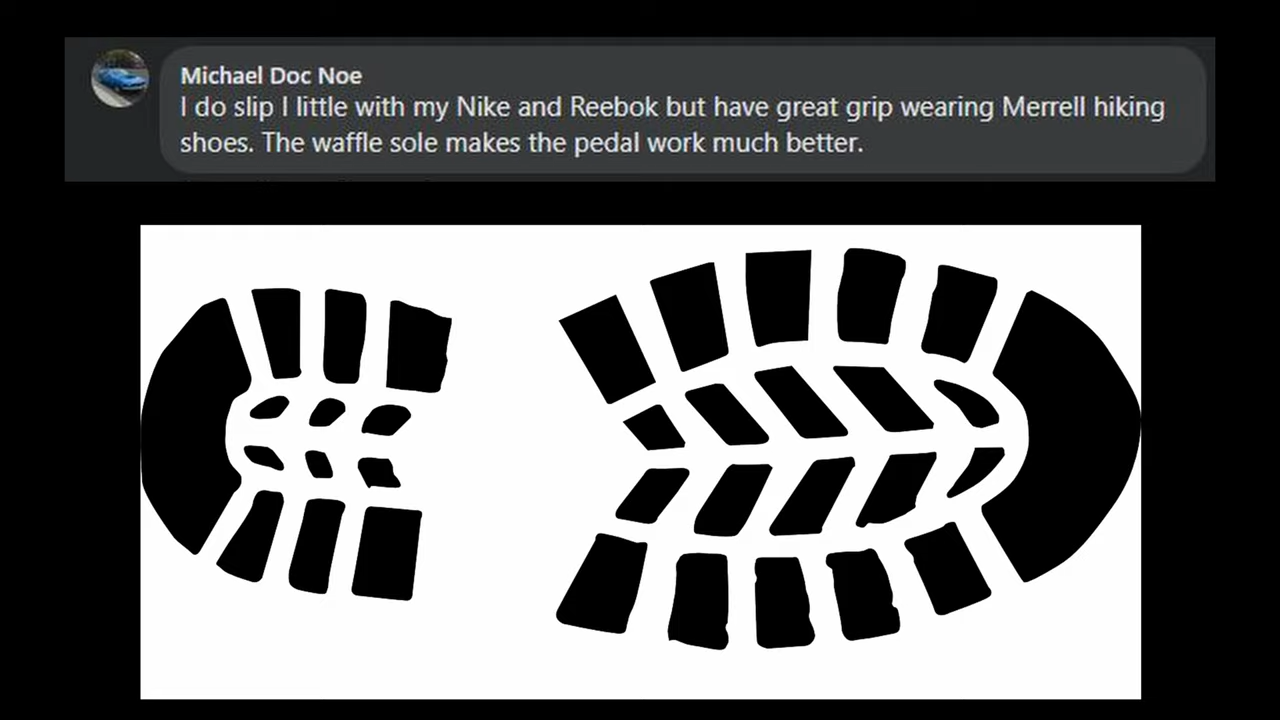 Michael Doc Noe
I do slip I little with my Nike and Reebok but have great grip wearing Merrell hiking
shoes. The waffle sole makes the pedal work much better.